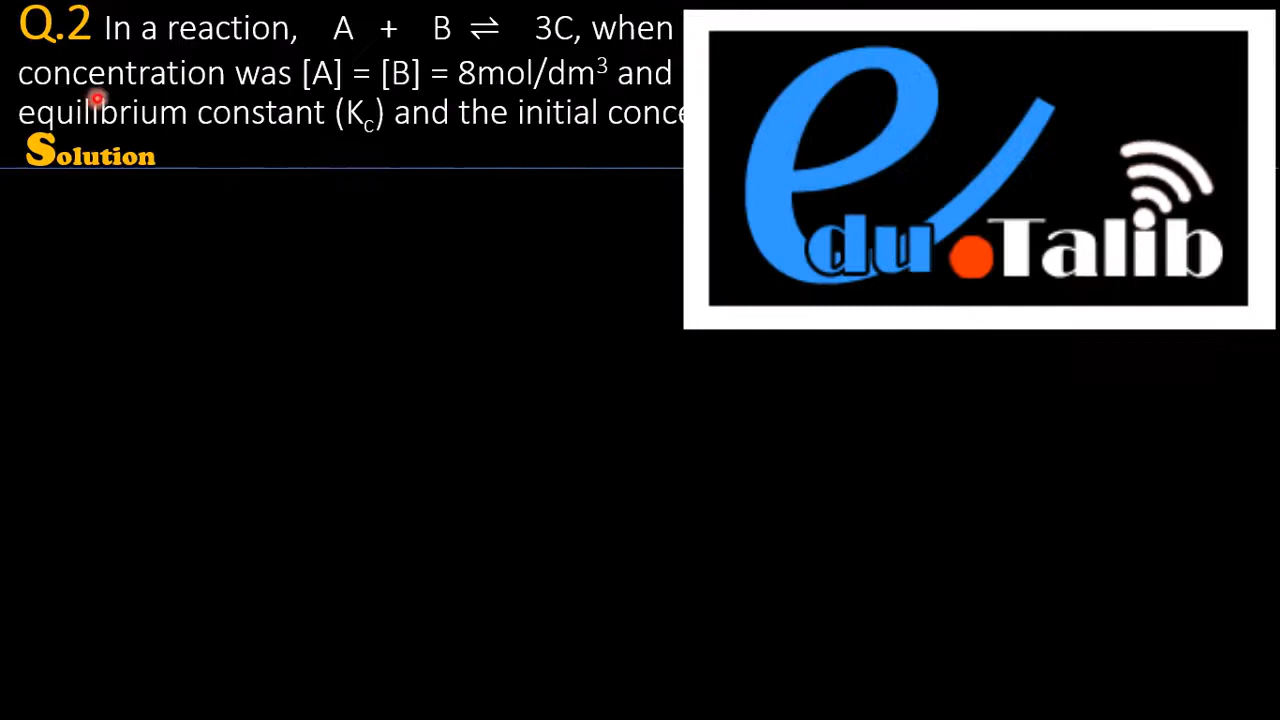 Q.2 In a reaction, A + B ⇌ 3C, when
concentration was [A] = [B] = 8mol/dm³ and
equilibrium constant (Kc) and the initial conce
Solution
edu.Talib